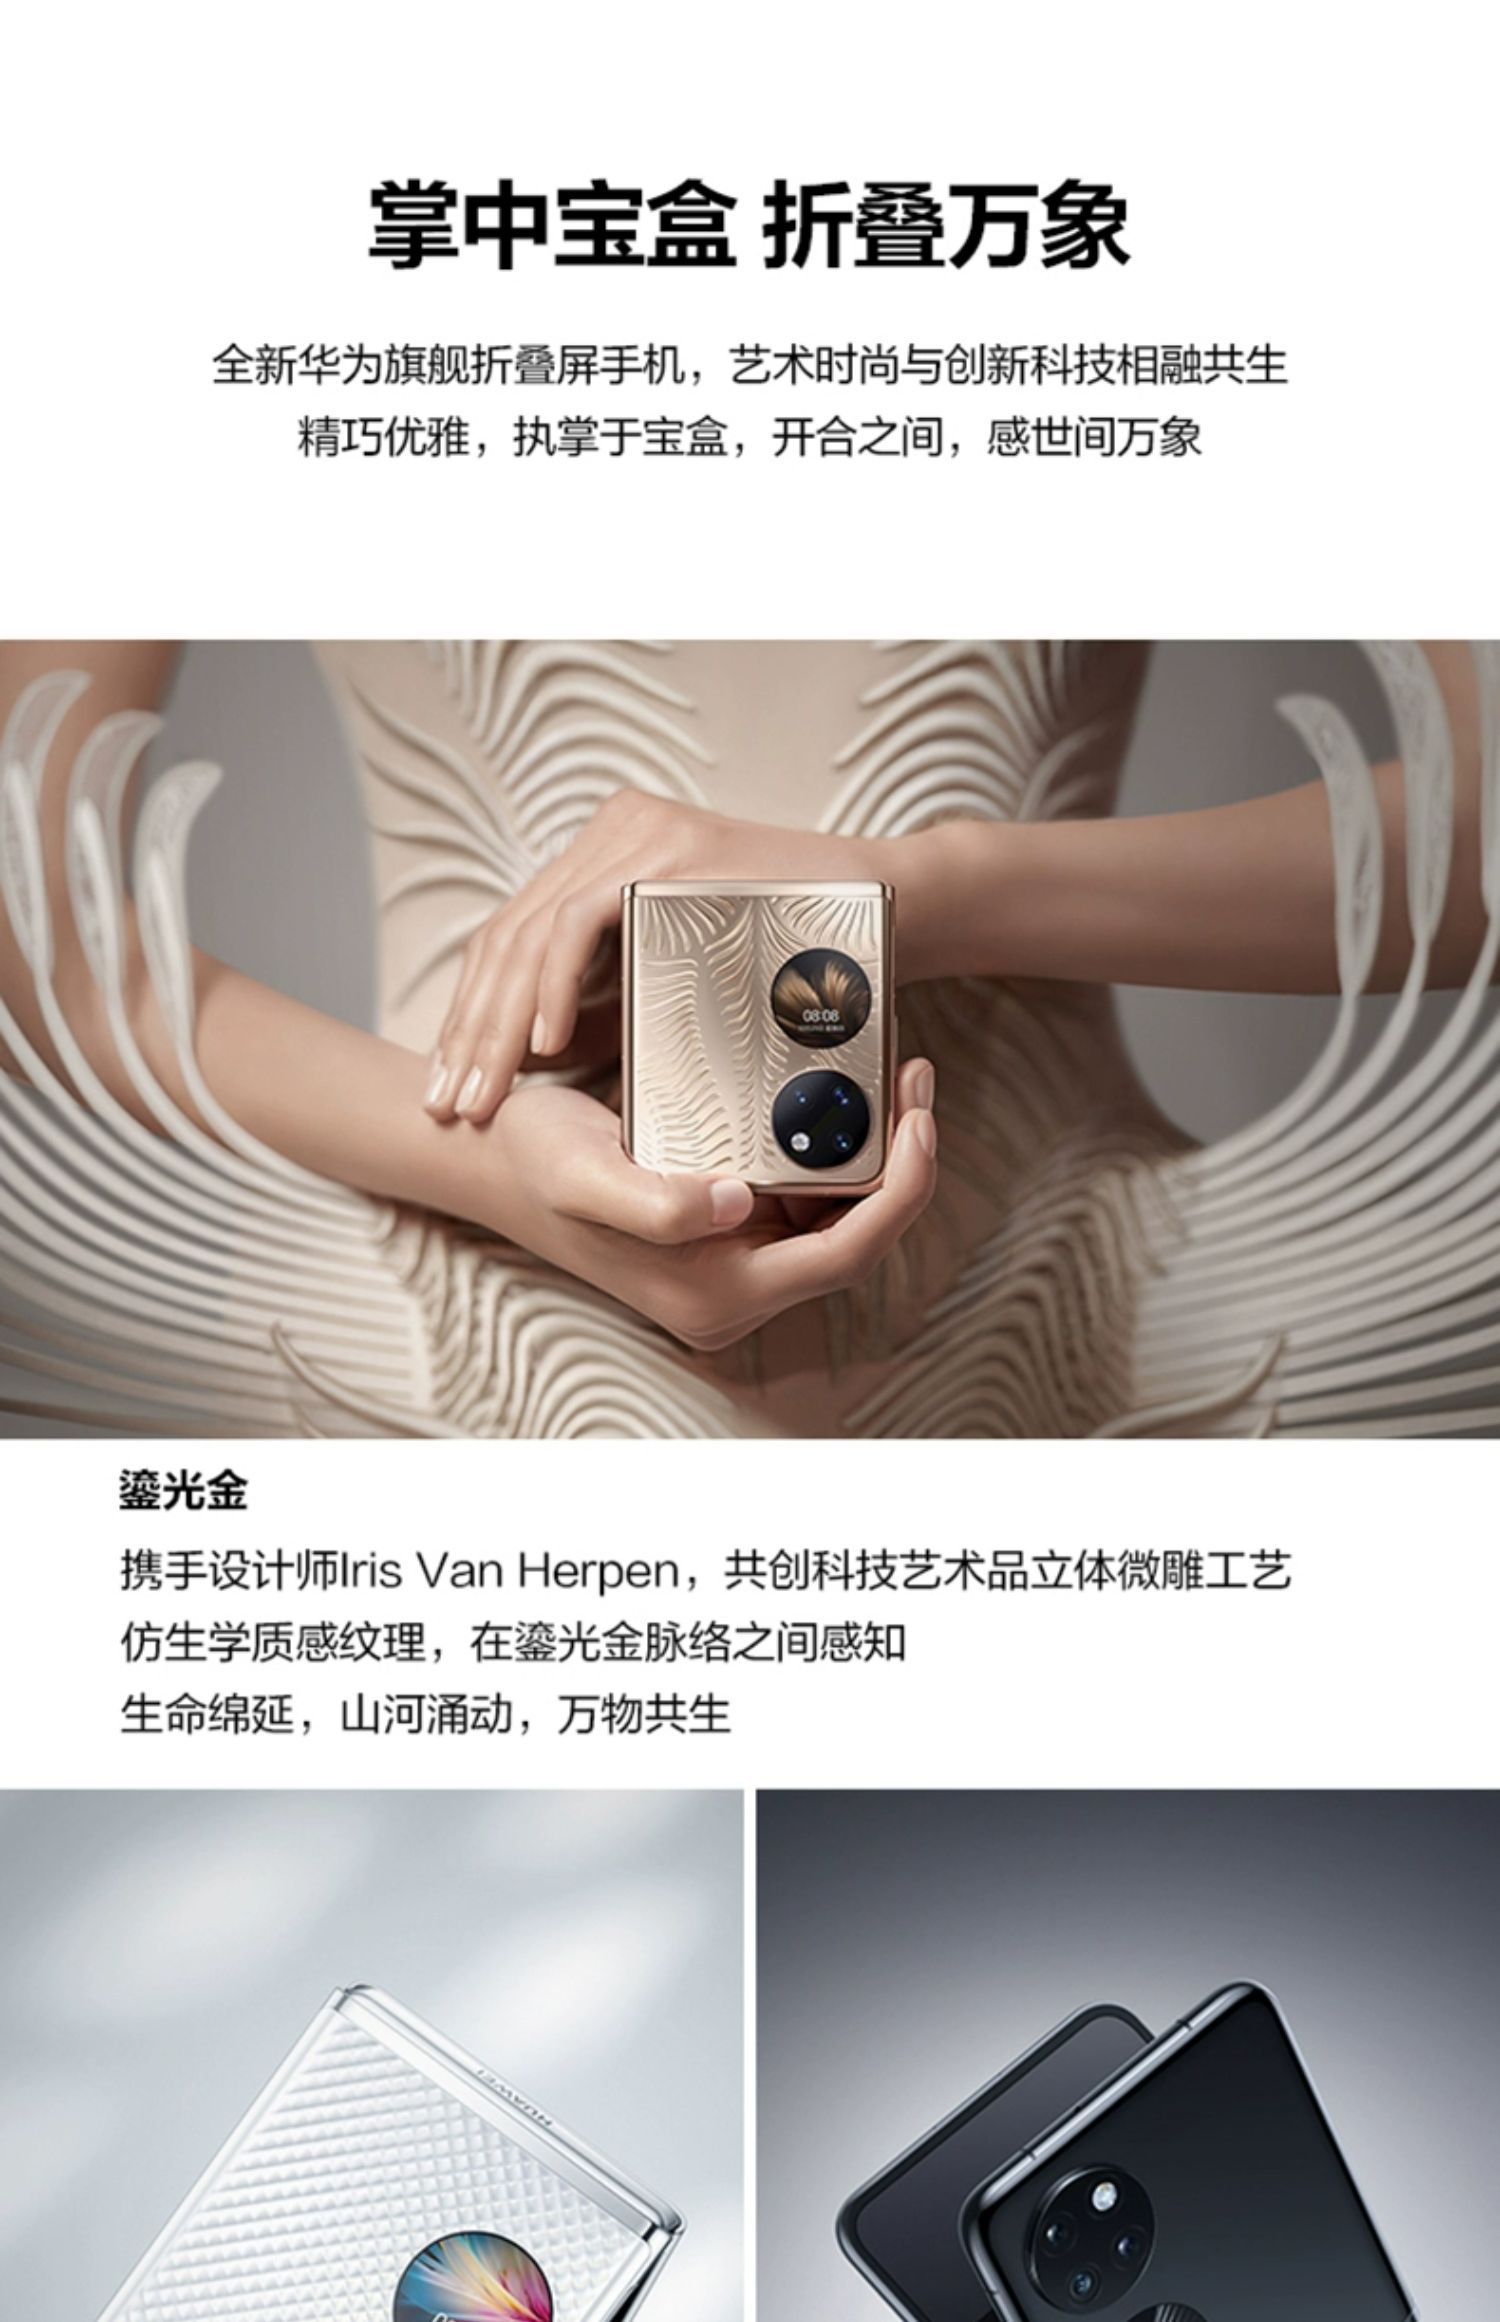 掌中宝盒 折叠万象
全新华为旗舰折叠屏手机，艺术时尚与创新科技相融共生
精巧优雅，执掌于宝盒，开合之间，感世间万象
08:08
鎏光金
携手设计师Iris Van Herpen，共创科技艺术品立体微雕工艺
仿生学质感纹理，在鎏光金脉络之间感知
生命绵延，山河涌动，万物共生
HUAWEI